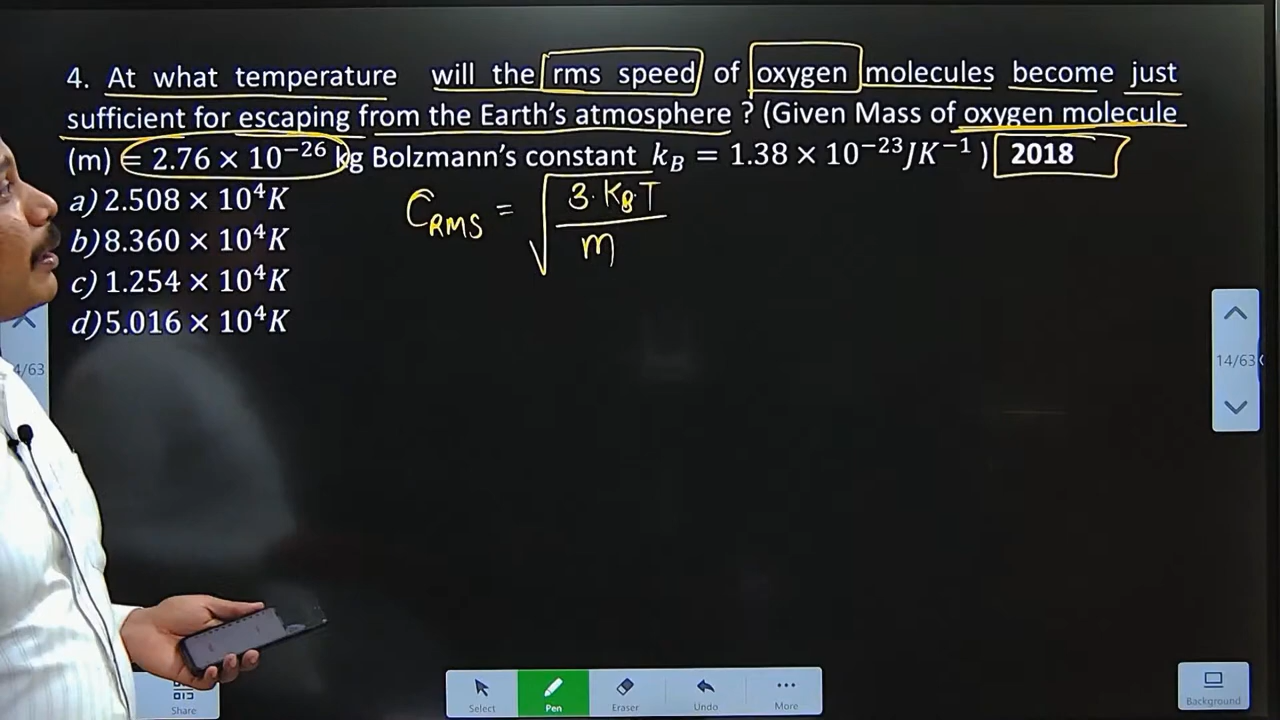 4. At what temperature will the rms speed of oxygen molecules become just
sufficient for escaping from the Earth's atmosphere ? (Given Mass of oxygen molecule
(m) = 2.76 × 10⁻²⁶ kg Bolzmann's constant k_B = 1.38 × 10⁻²³JK⁻¹ ) 2018
a) 2.508 × 10⁴K
b) 8.360 × 10⁴K
c) 1.254 × 10⁴K
d) 5.016 × 10⁴K
C_RMS = √(3·K_B·T / m)
4/63
14/63
Share
Select
Pen
Eraser
Undo
More
Background